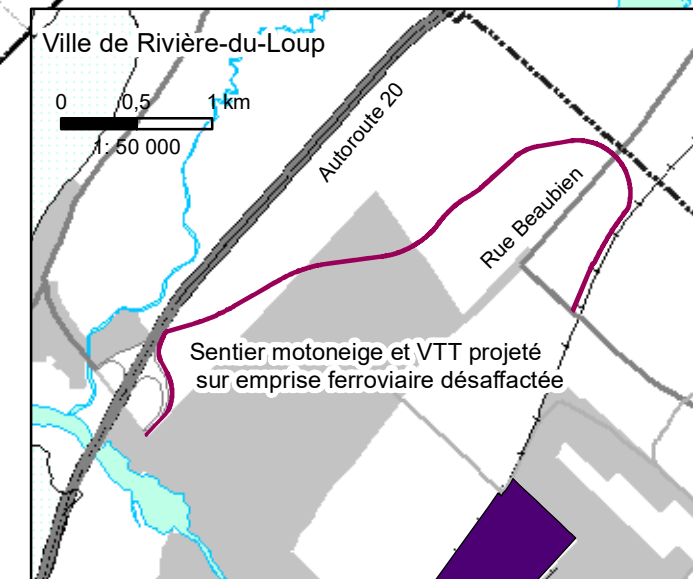 Ville de Rivière-du-Loup
0 0,5 1 km
1: 50 000
Autoroute 20
Rue Beaubien
Sentier motoneige et VTT projeté
sur emprise ferroviaire désaffectée